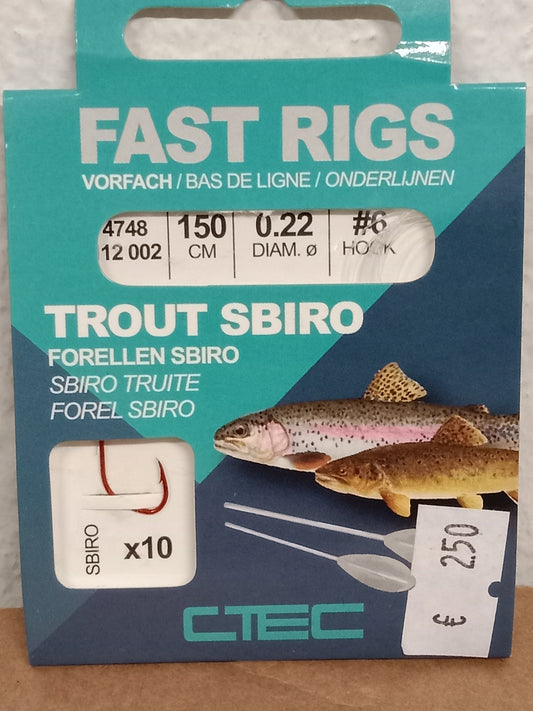 FAST RIGS
VORFACH / BAS DE LIGNE / ONDERLIJNEN
4748
12 002
150
CM
0.22
DIAM. ø
#6
HOOK
TROUT SBIRO
FORELLEN SBIRO
SBIRO TRUITE
FOREL SBIRO
SBIRO
x10
€ 250
CTEC